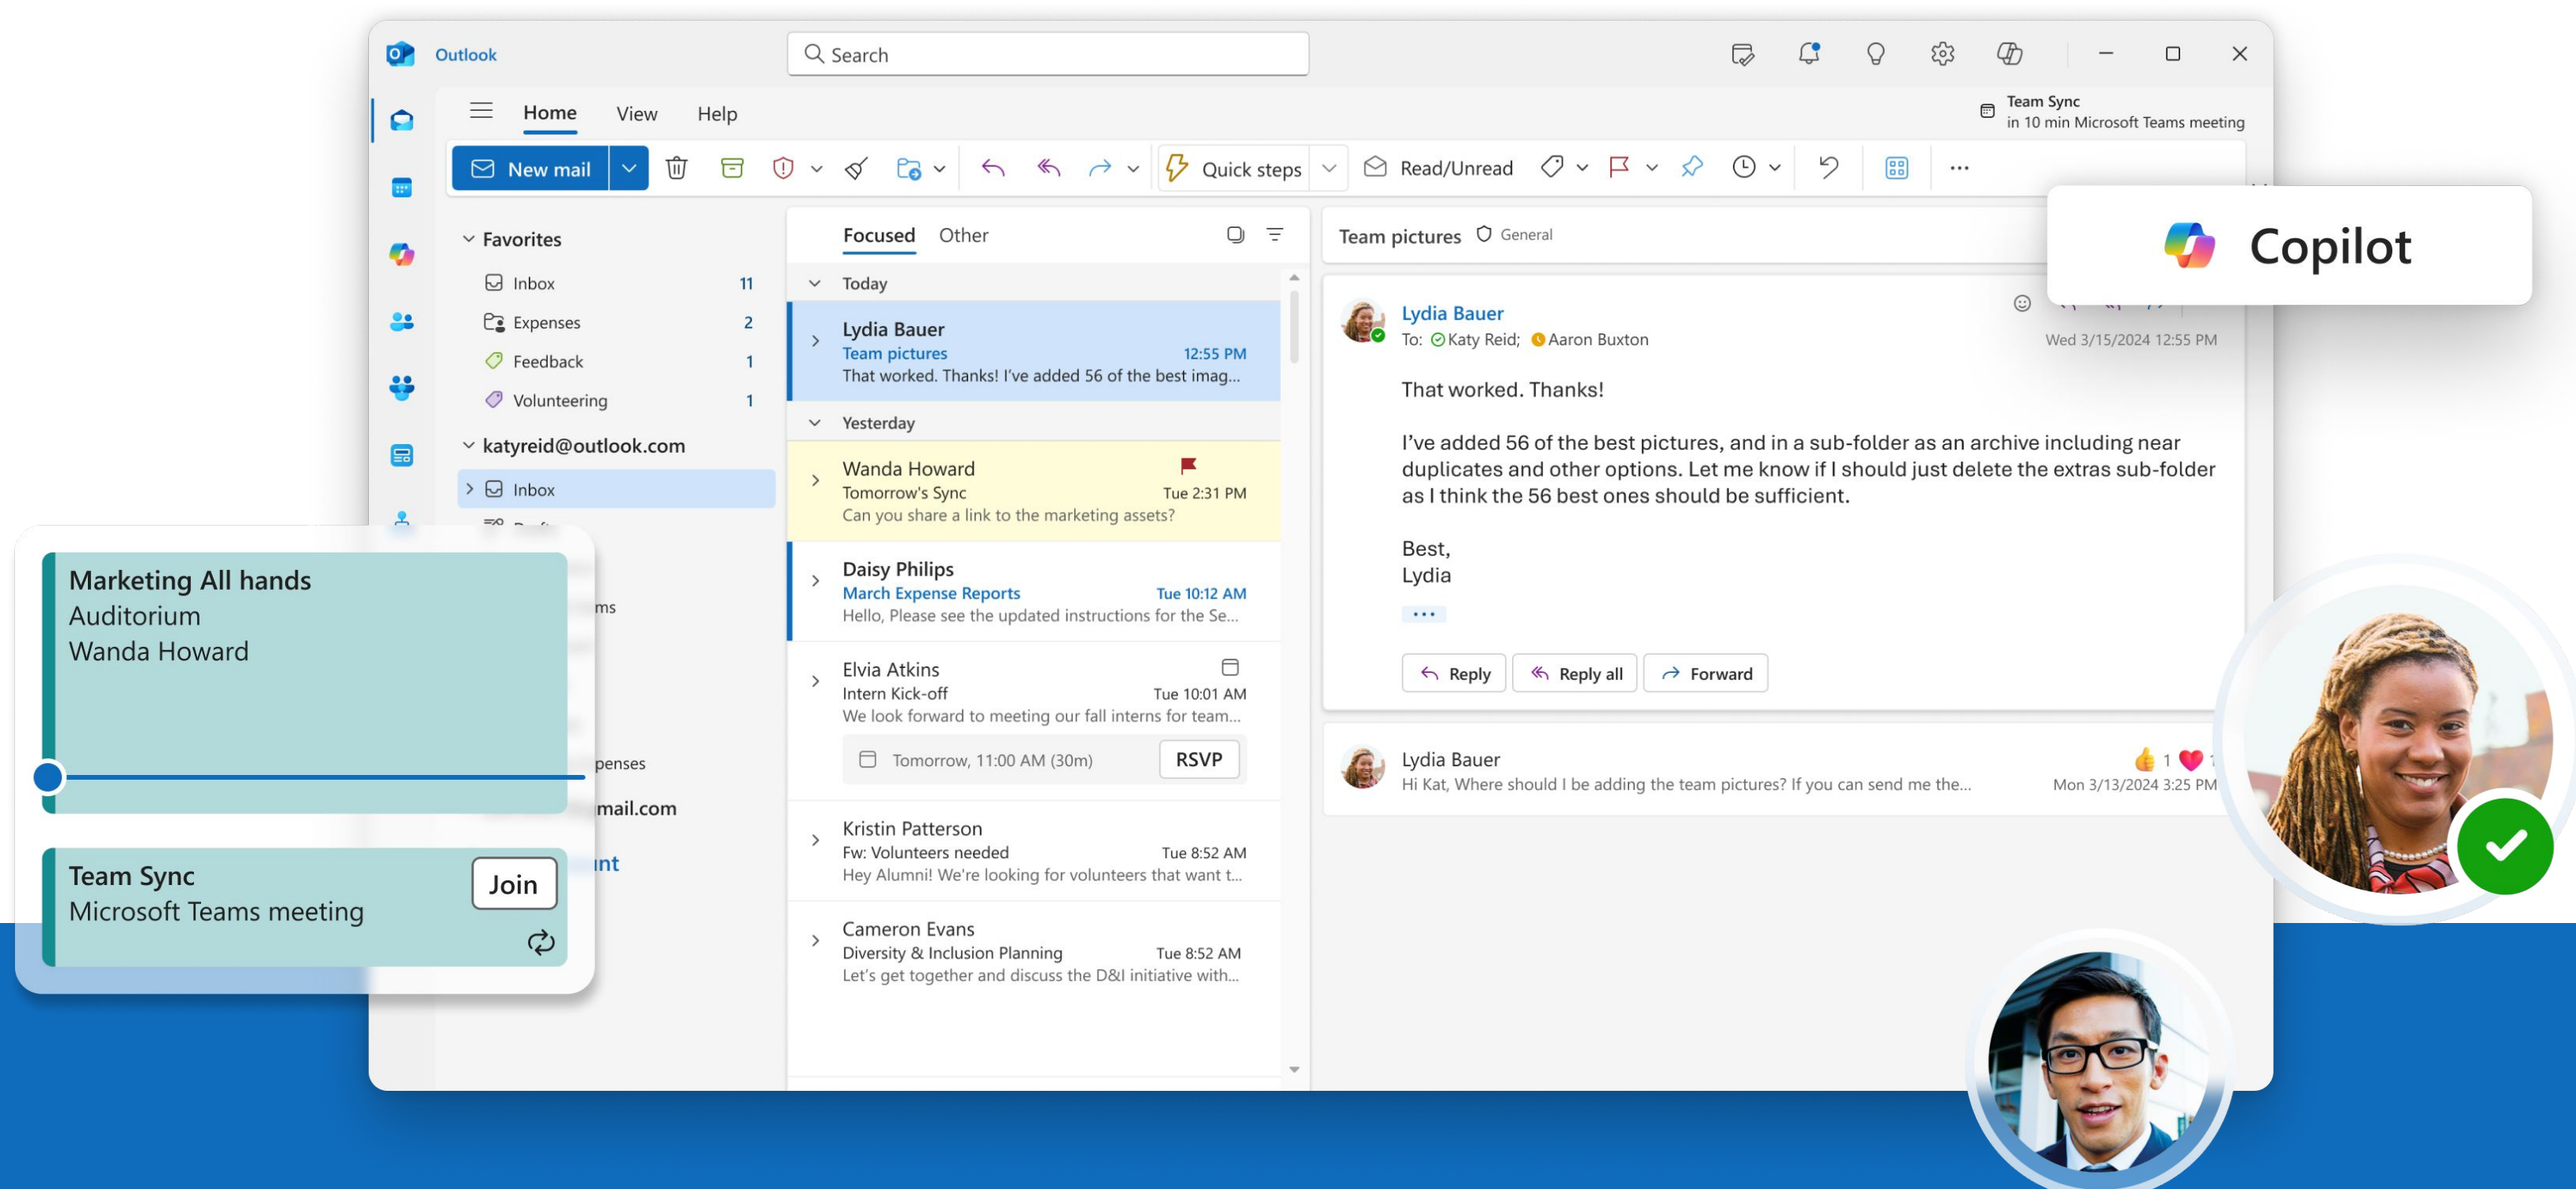 Outlook
Search
Home View Help
Team Sync
in 10 min Microsoft Teams meeting
New mail
Quick steps
Read/Unread
Copilot
Favorites
Inbox 11
Expenses 2
Feedback 1
Volunteering 1
katyreid@outlook.com
Inbox
ms
penses
mail.com
unt
Marketing All hands
Auditorium
Wanda Howard
Team Sync
Microsoft Teams meeting
Join
Focused Other
Today
Lydia Bauer
Team pictures 12:55 PM
That worked. Thanks! I've added 56 of the best imag...
Yesterday
Wanda Howard
Tomorrow's Sync Tue 2:31 PM
Can you share a link to the marketing assets?
Daisy Philips
March Expense Reports Tue 10:12 AM
Hello, Please see the updated instructions for the Se...
Elvia Atkins
Intern Kick-off Tue 10:01 AM
We look forward to meeting our fall interns for team...
Tomorrow, 11:00 AM (30m) RSVP
Kristin Patterson
Fw: Volunteers needed Tue 8:52 AM
Hey Alumni! We're looking for volunteers that want t...
Cameron Evans
Diversity & Inclusion Planning Tue 8:52 AM
Let's get together and discuss the D&I initiative with...
Team pictures General
Lydia Bauer
To: Katy Reid; Aaron Buxton
Wed 3/15/2024 12:55 PM
That worked. Thanks!
I've added 56 of the best pictures, and in a sub-folder as an archive including near
duplicates and other options. Let me know if I should just delete the extras sub-folder
as I think the 56 best ones should be sufficient.
Best,
Lydia
...
Reply Reply all Forward
Lydia Bauer 1
Hi Kat, Where should I be adding the team pictures? If you can send me the... Mon 3/13/2024 3:25 PM